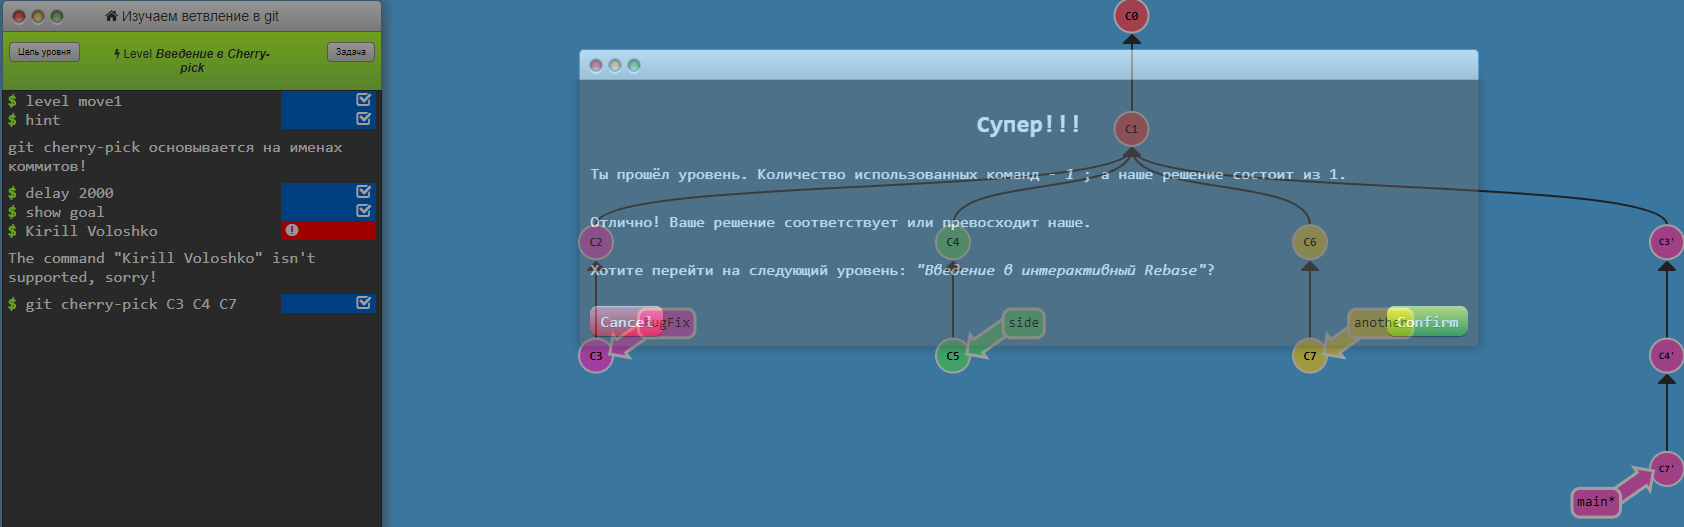 Изучаем ветвление в git
Цель уровня
Level Введение в Cherry-
pick
Задача
$ level move1
$ hint
git cherry-pick основывается на именах
коммитов!
$ delay 2000
$ show goal
$ Kirill Voloshko
The command "Kirill Voloshko" isn't
supported, sorry!
$ git cherry-pick C3 C4 C7
C0
C1
Супер!!!
Ты прошёл уровень. Количество использованных команд - 1 ; а наше решение состоит из 1.
Отлично! Ваше решение соответствует или превосходит наше.
C2
C4
C6
C3'
Хотите перейти на следующий уровень: "Введение в интерактивный Rebase"?
Cancel
side
another
Confirm
C3
C5
C7
C4'
C7'
main*